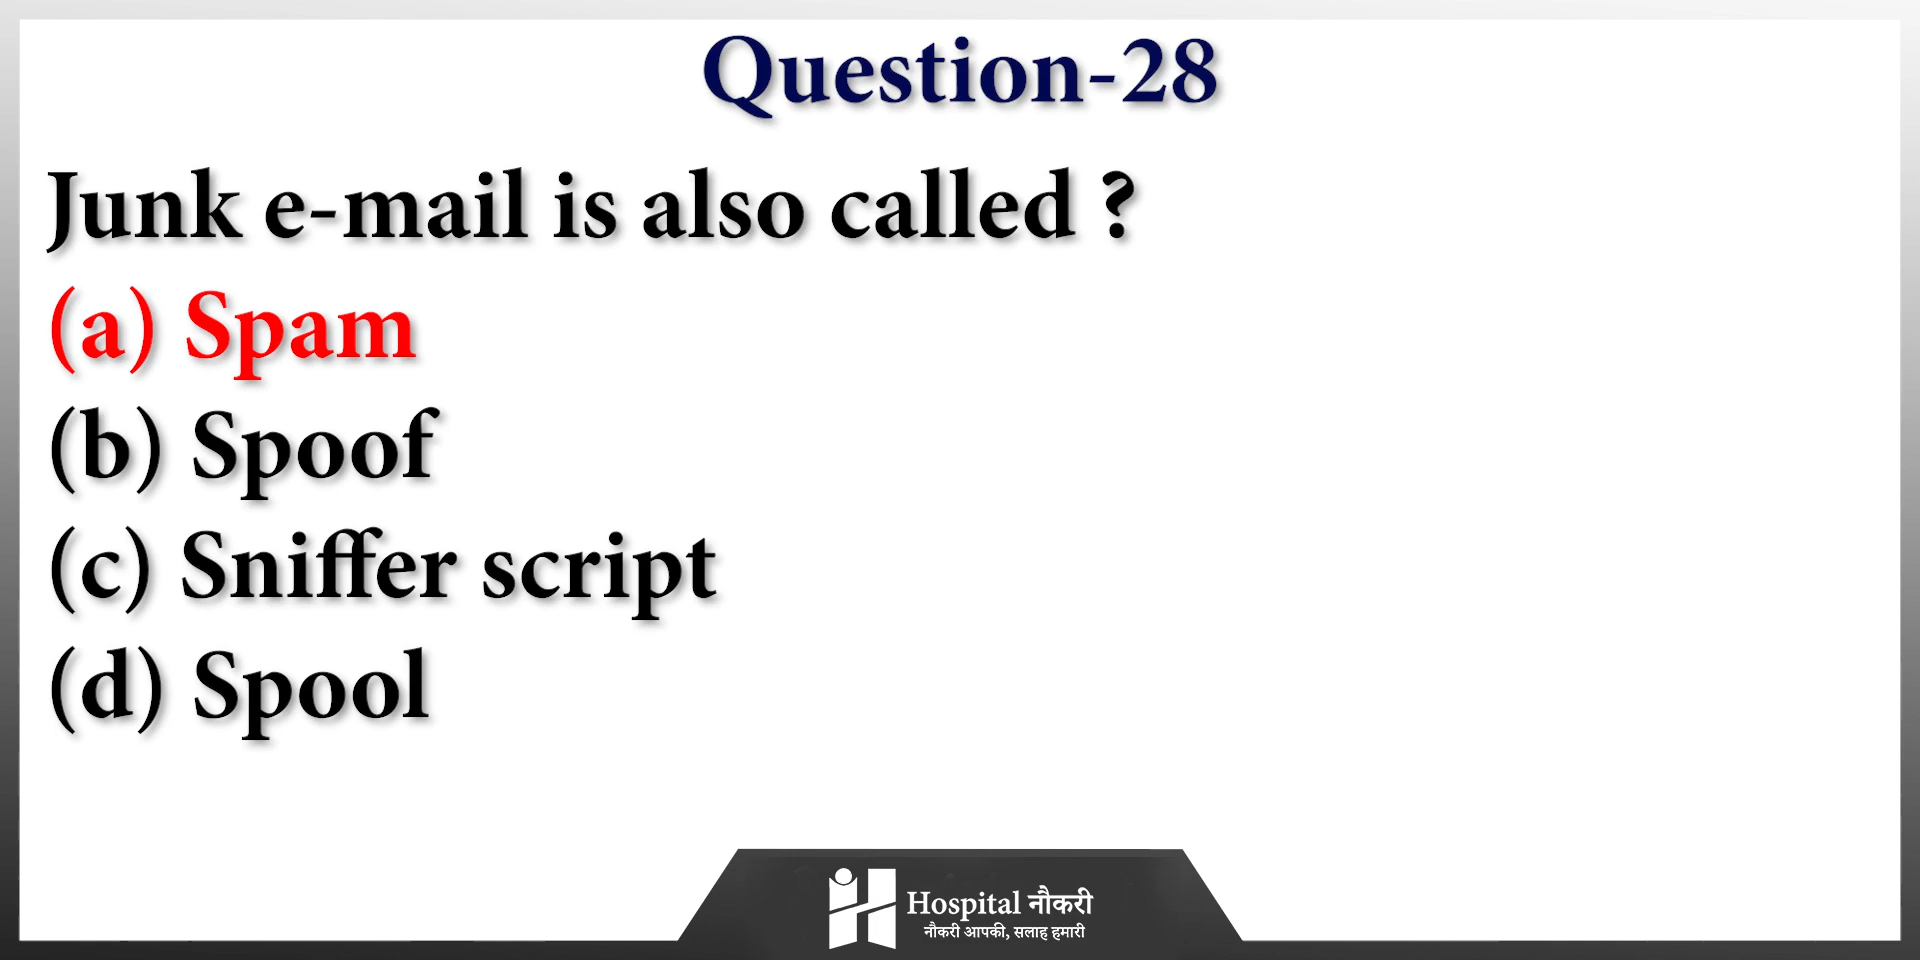 Question-28
Junk e-mail is also called ?
(a) Spam
(b) Spoof
(c) Sniffer script
(d) Spool
Hospital नौकरी
नौकरी आपकी, सलाह हमारी